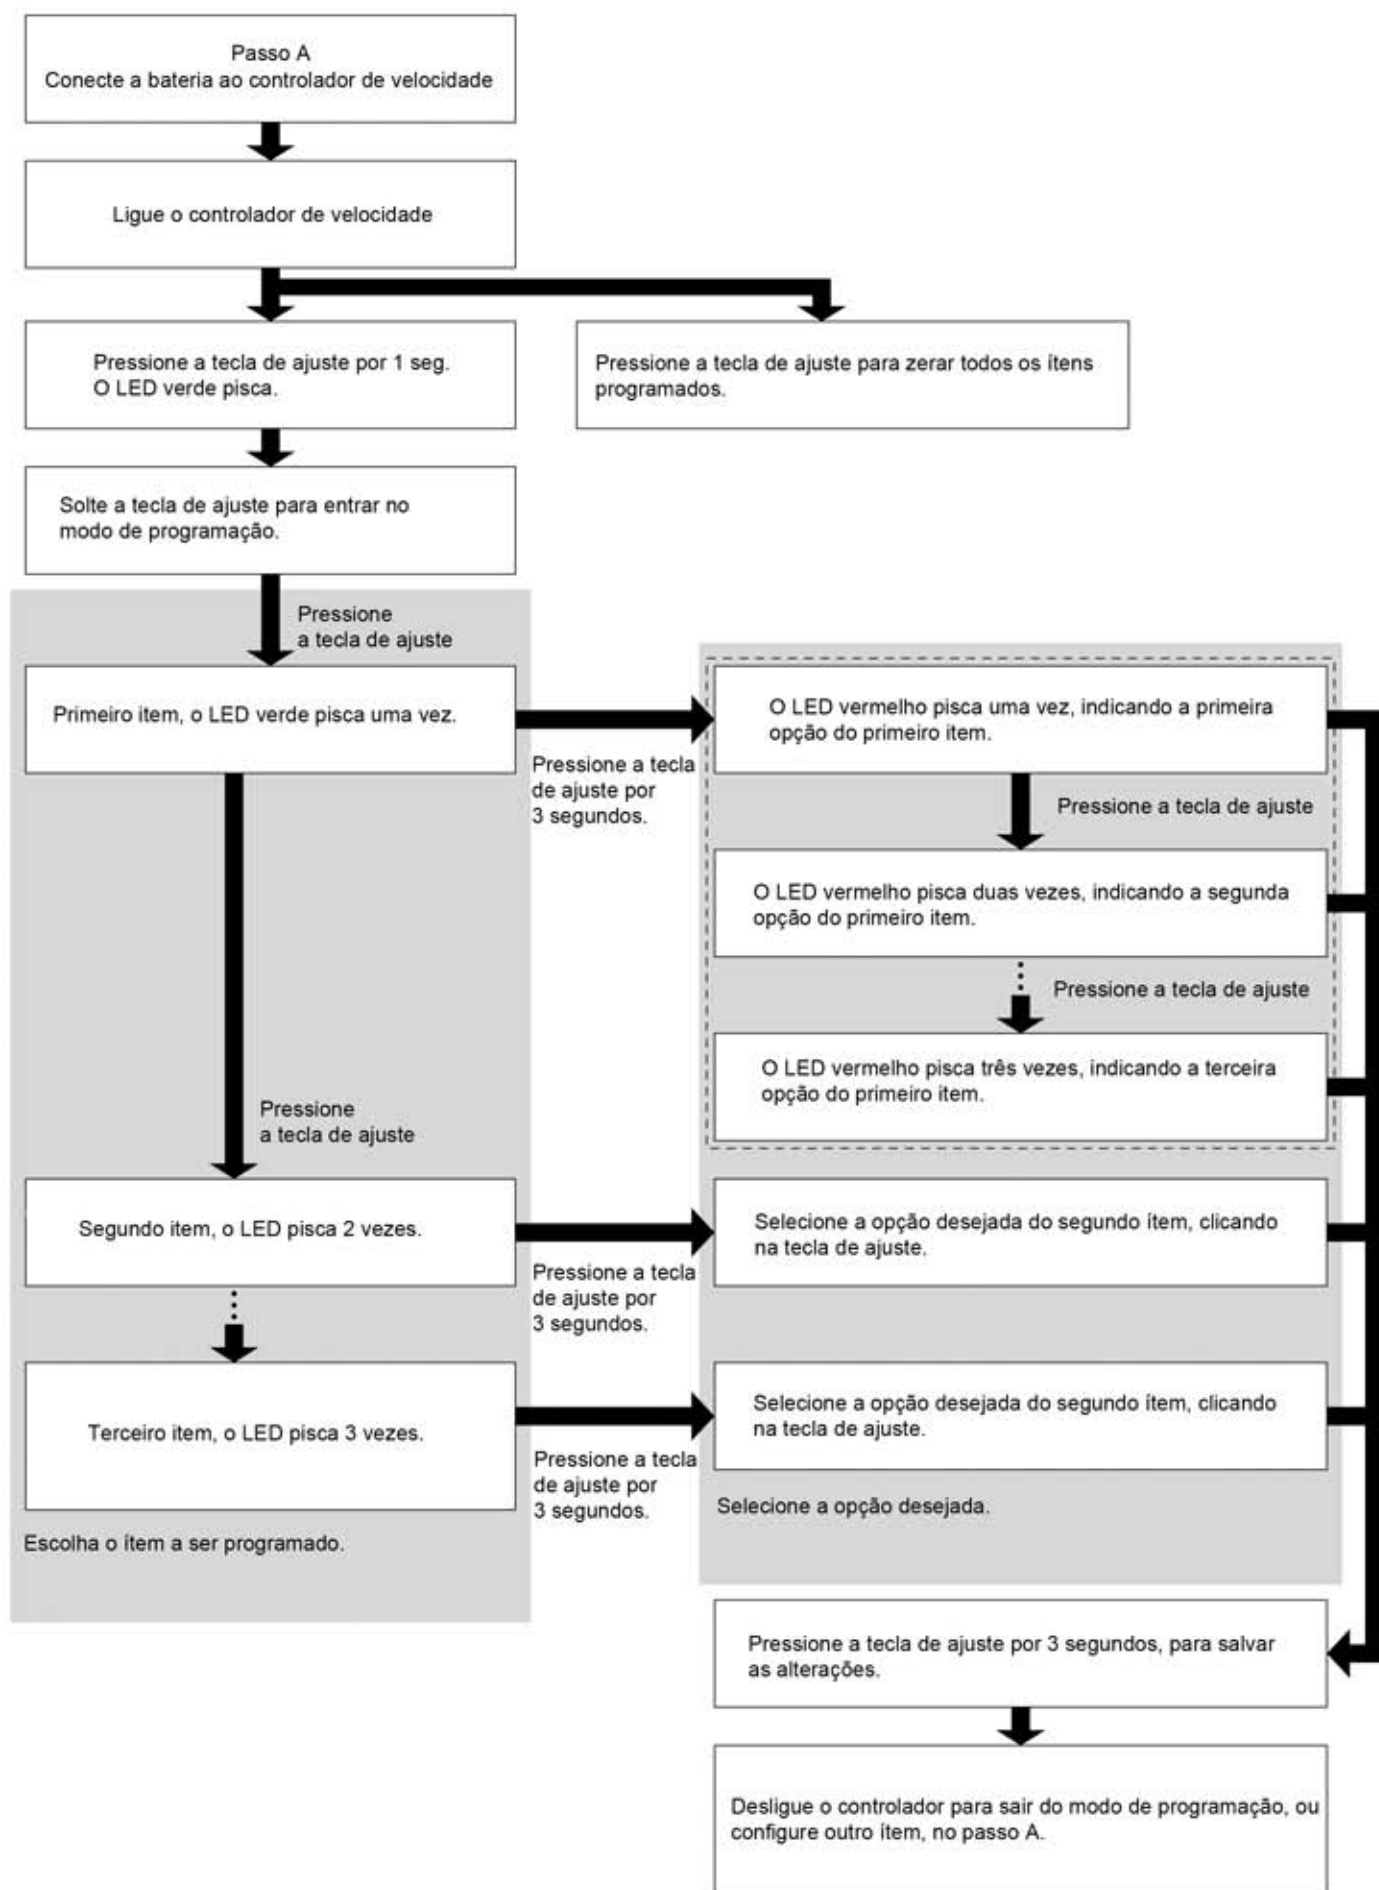 Passo A
Conecte a bateria ao controlador de velocidade
Ligue o controlador de velocidade
Pressione a tecla de ajuste por 1 seg.
O LED verde pisca.
Pressione a tecla de ajuste para zerar todos os ítens
programados.
Solte a tecla de ajuste para entrar no
modo de programação.
Pressione
a tecla de ajuste
Primeiro item, o LED verde pisca uma vez.
Pressione a tecla
de ajuste por
3 segundos.
O LED vermelho pisca uma vez, indicando a primeira
opção do primeiro item.
Pressione a tecla de ajuste
O LED vermelho pisca duas vezes, indicando a segunda
opção do primeiro item.
Pressione a tecla de ajuste
O LED vermelho pisca três vezes, indicando a terceira
opção do primeiro item.
Pressione
a tecla de ajuste
Segundo item, o LED pisca 2 vezes.
Pressione a tecla
de ajuste por
3 segundos.
Selecione a opção desejada do segundo ítem, clicando
na tecla de ajuste.
Terceiro item, o LED pisca 3 vezes.
Pressione a tecla
de ajuste por
3 segundos.
Selecione a opção desejada do segundo ítem, clicando
na tecla de ajuste.
Selecione a opção desejada.
Escolha o ítem a ser programado.
Pressione a tecla de ajuste por 3 segundos, para salvar
as alterações.
Desligue o controlador para sair do modo de programação, ou
configure outro ítem, no passo A.